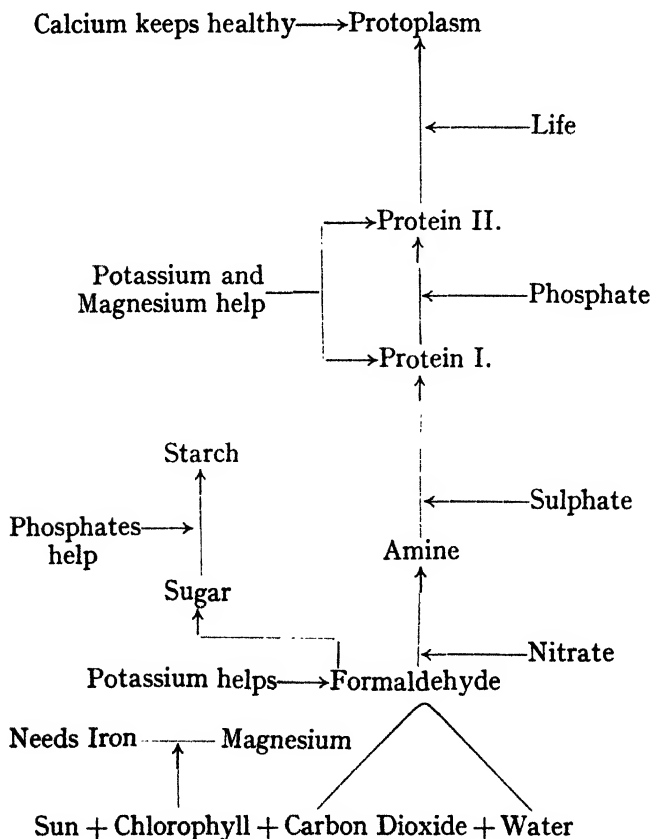 Calcium keeps healthy Protoplasm
Life
Protein II.
Potassium and
Magnesium help
Phosphate
Protein I.
Starch
Sulphate
Phosphates
help
Amine
Sugar
Nitrate
Potassium helps Formaldehyde
Needs Iron Magnesium
Sun + Chlorophyll + Carbon Dioxide + Water